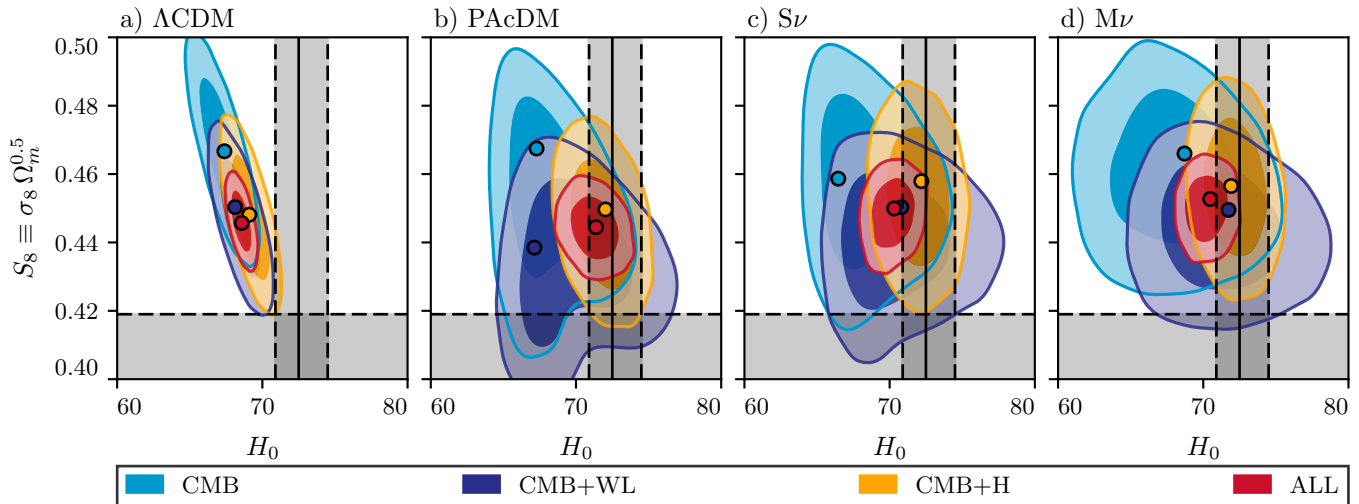 a) ΛCDM
b) PAcDM
c) Sν
d) Mν
S₈ ≡ σ₈ Ωₘ^0.5
0.50
0.48
0.46
0.44
0.42
0.40
60 70 80
60 70 80
60 70 80
60 70 80
H₀ H₀ H₀ H₀
CMB CMB+WL CMB+H ALL